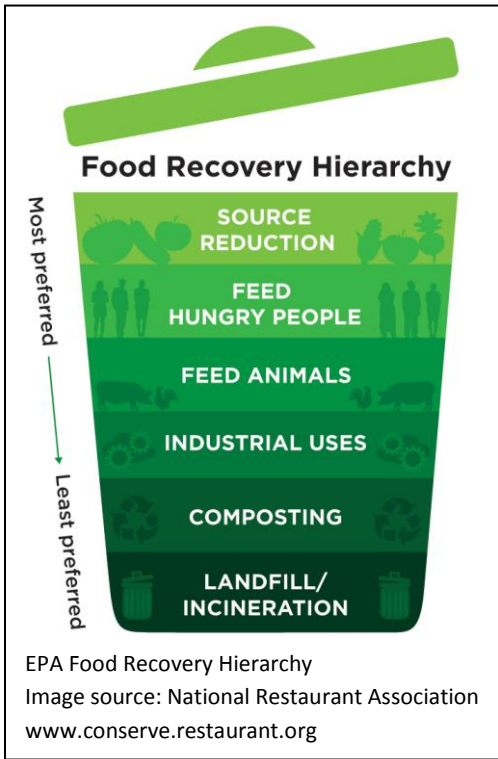 Food Recovery Hierarchy
Most preferred
Least preferred
SOURCE
REDUCTION
FEED
HUNGRY PEOPLE
FEED ANIMALS
INDUSTRIAL USES
COMPOSTING
LANDFILL/
INCINERATION
EPA Food Recovery Hierarchy
Image source: National Restaurant Association
www.conserve.restaurant.org